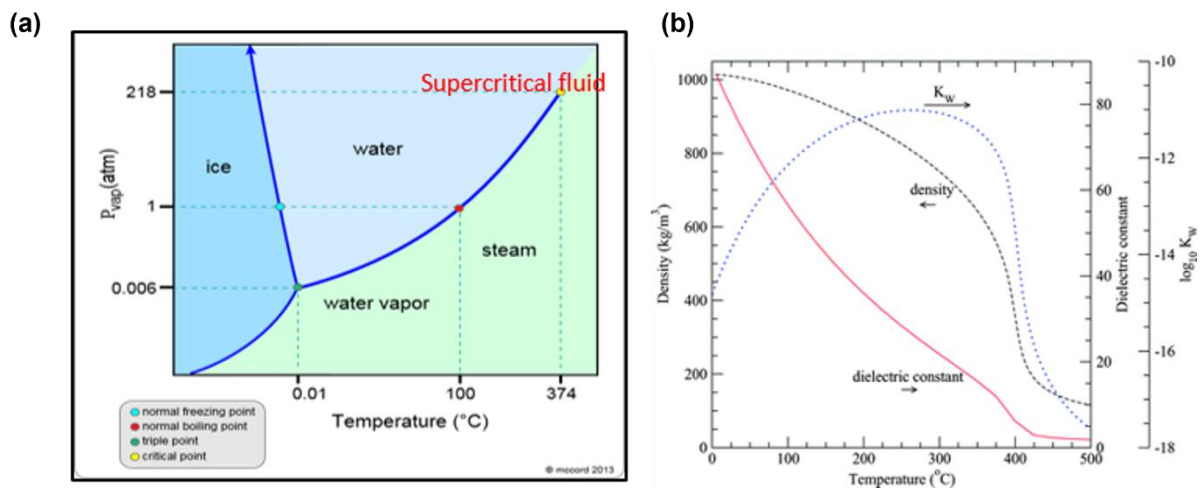 (a)
Supercritical fluid
218
1
0.006
P vap(atm)
ice
water
steam
water vapor
0.01
100
374
Temperature (°C)
normal freezing point
normal boiling point
triple point
critical point
© mccord 2013
(b)
1000
800
600
400
200
0
Density (kg/m³)
K_W
density
dielectric constant
80
60
40
20
0
Dielectric constant
-10
-12
-14
-16
-18
log₁₀ K_W
0
100
200
300
400
500
Temperature (°C)